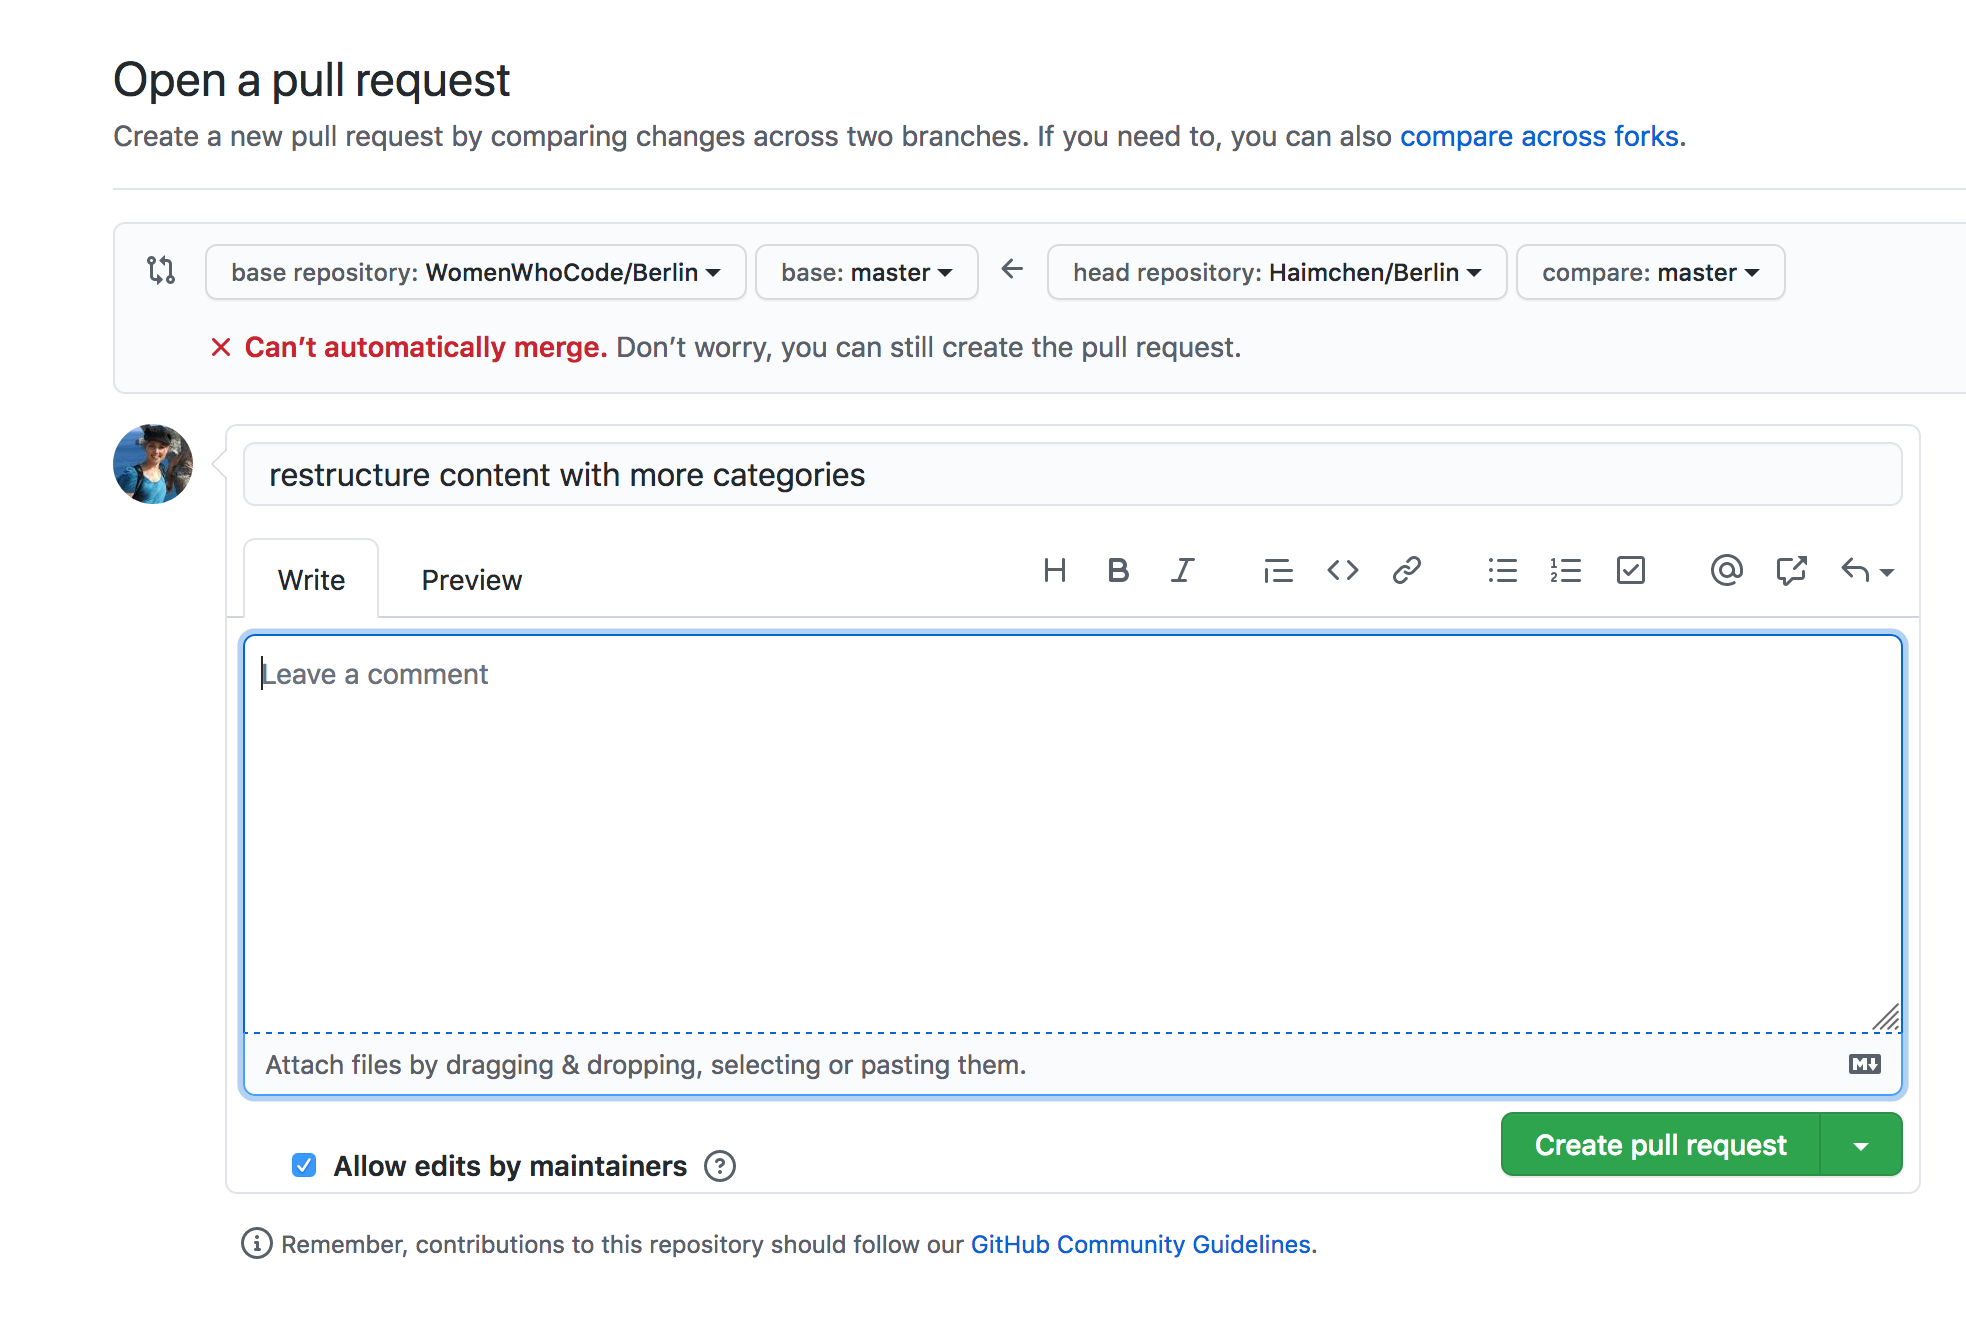 Open a pull request
Create a new pull request by comparing changes across two branches. If you need to, you can also compare across forks.
base repository: WomenWhoCode/Berlin base: master head repository: Haimchen/Berlin compare: master
Can’t automatically merge. Don’t worry, you can still create the pull request.
restructure content with more categories
Write Preview
Leave a comment
Attach files by dragging & dropping, selecting or pasting them.
Allow edits by maintainers
Create pull request
Remember, contributions to this repository should follow our GitHub Community Guidelines.